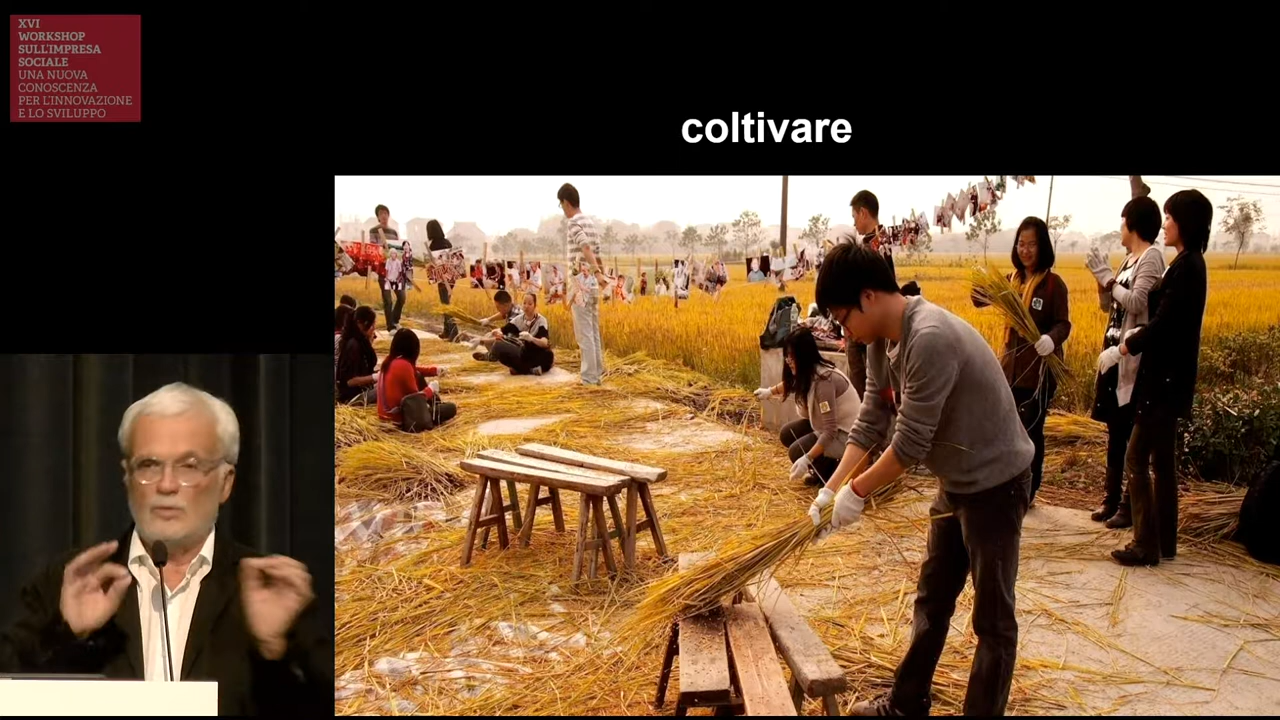 XVI
WORKSHOP
SULL'IMPRESA
SOCIALE
UNA NUOVA
CONOSCENZA
PER L'INNOVAZIONE
E LO SVILUPPO
coltivare